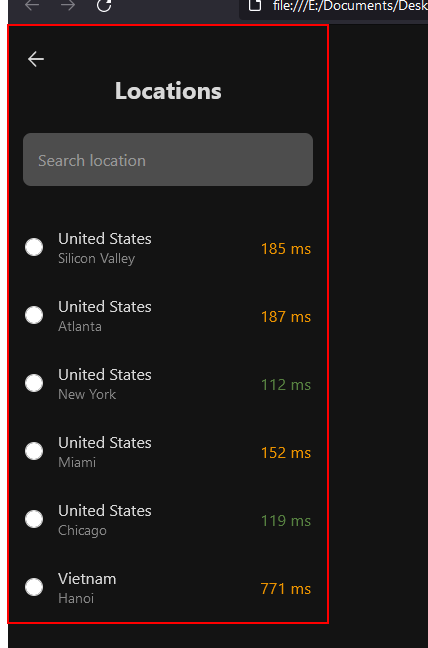 file:///E:/Documents/Desk
Locations
Search location
United States
Silicon Valley
185 ms
United States
Atlanta
187 ms
United States
New York
112 ms
United States
Miami
152 ms
United States
Chicago
119 ms
Vietnam
Hanoi
771 ms